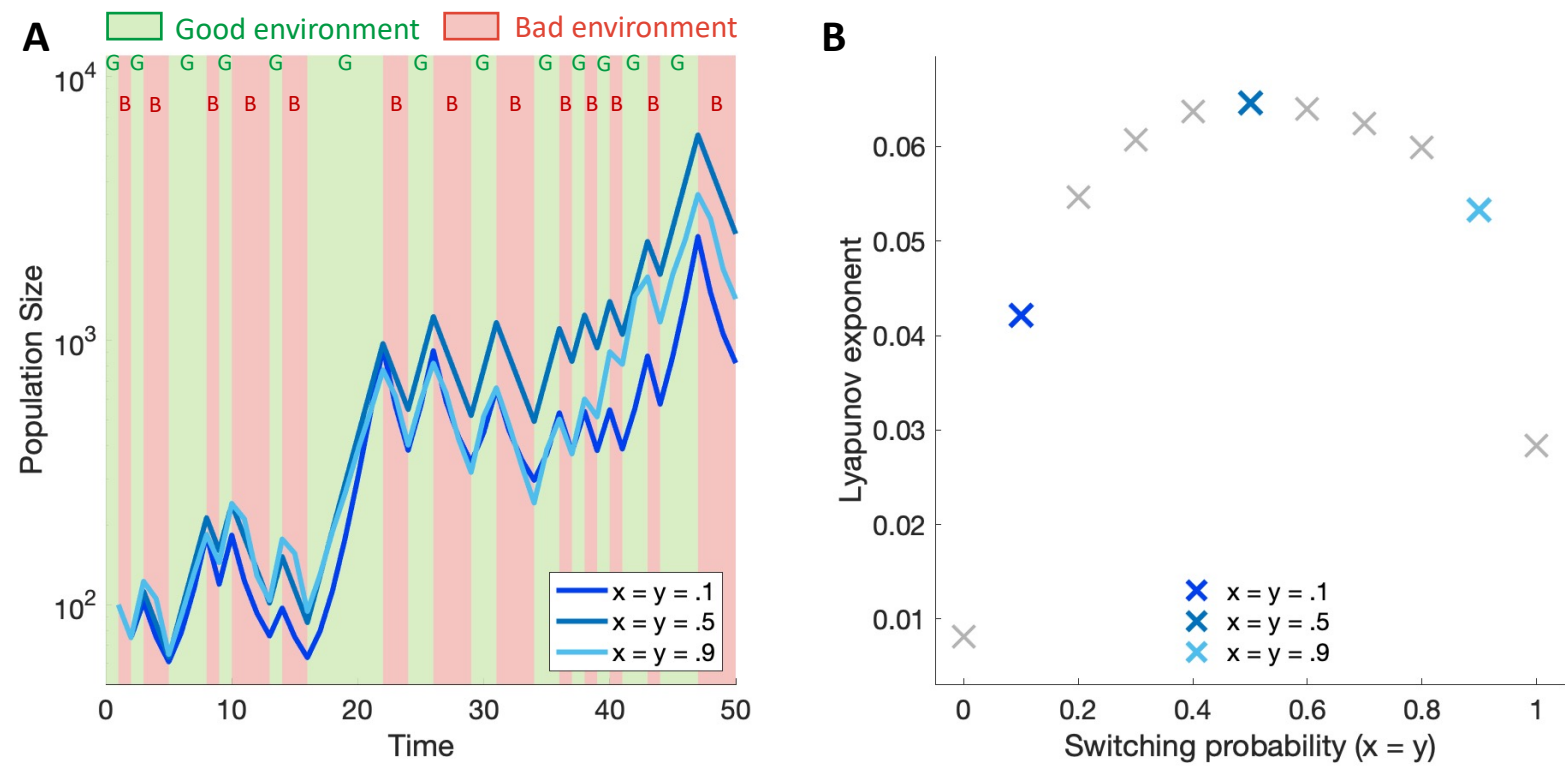 A
Good environment
Bad environment
G G G G G G G G G G G G G
B B B B B B B B B B B B B
10^4
10^3
10^2
Population Size
x = y = .1
x = y = .5
x = y = .9
0 10 20 30 40 50
Time
B
0.06
0.05
0.04
0.03
0.02
0.01
Lyapunov exponent
x = y = .1
x = y = .5
x = y = .9
0 0.2 0.4 0.6 0.8 1
Switching probability (x = y)